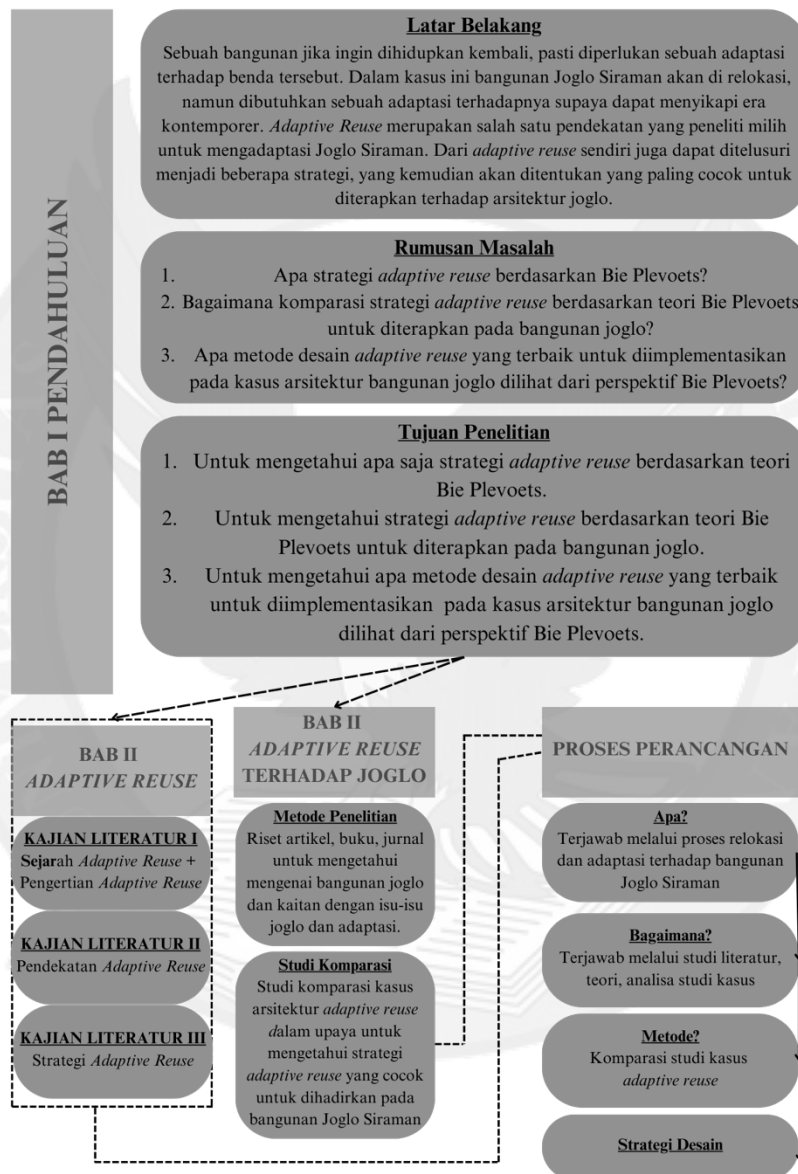 BAB I PENDAHULUAN
Latar Belakang
Sebuah bangunan jika ingin dihidupkan kembali, pasti diperlukan sebuah adaptasi
terhadap benda tersebut. Dalam kasus ini bangunan Joglo Siraman akan di relokasi,
namun dibutuhkan sebuah adaptasi terhadapnya supaya dapat menyikapi era
kontemporer. Adaptive Reuse merupakan salah satu pendekatan yang peneliti milih
untuk mengadaptasi Joglo Siraman. Dari adaptive reuse sendiri juga dapat ditelusuri
menjadi beberapa strategi, yang kemudian akan ditentukan yang paling cocok untuk
diterapkan terhadap arsitektur joglo.
Rumusan Masalah
1. Apa strategi adaptive reuse berdasarkan Bie Plevoets?
2. Bagaimana komparasi strategi adaptive reuse berdasarkan teori Bie Plevoets
untuk diterapkan pada bangunan joglo?
3. Apa metode desain adaptive reuse yang terbaik untuk diimplementasikan
pada kasus arsitektur bangunan joglo dilihat dari perspektif Bie Plevoets?
Tujuan Penelitian
1. Untuk mengetahui apa saja strategi adaptive reuse berdasarkan teori
Bie Plevoets.
2. Untuk mengetahui strategi adaptive reuse berdasarkan teori Bie
Plevoets untuk diterapkan pada bangunan joglo.
3. Untuk mengetahui apa metode desain adaptive reuse yang terbaik
untuk diimplementasikan pada kasus arsitektur bangunan joglo
dilihat dari perspektif Bie Plevoets.
BAB II
ADAPTIVE REUSE
KAJIAN LITERATUR I
Sejarah Adaptive Reuse +
Pengertian Adaptive Reuse
KAJIAN LITERATUR II
Pendekatan Adaptive Reuse
KAJIAN LITERATUR III
Strategi Adaptive Reuse
BAB II
ADAPTIVE REUSE
TERHADAP JOGLO
Metode Penelitian
Riset artikel, buku, jurnal
untuk mengetahui
mengenai bangunan joglo
dan kaitan dengan isu-isu
joglo dan adaptasi.
Studi Komparasi
Studi komparasi kasus
arsitektur adaptive reuse
dalam upaya untuk
mengetahui strategi
adaptive reuse yang cocok
untuk dihadirkan pada
bangunan Joglo Siraman
PROSES PERANCANGAN
Apa?
Terjawab melalui proses relokasi
dan adaptasi terhadap bangunan
Joglo Siraman
Bagaimana?
Terjawab melalui studi literatur,
teori, analisa studi kasus
Metode?
Komparasi studi kasus
adaptive reuse
Strategi Desain